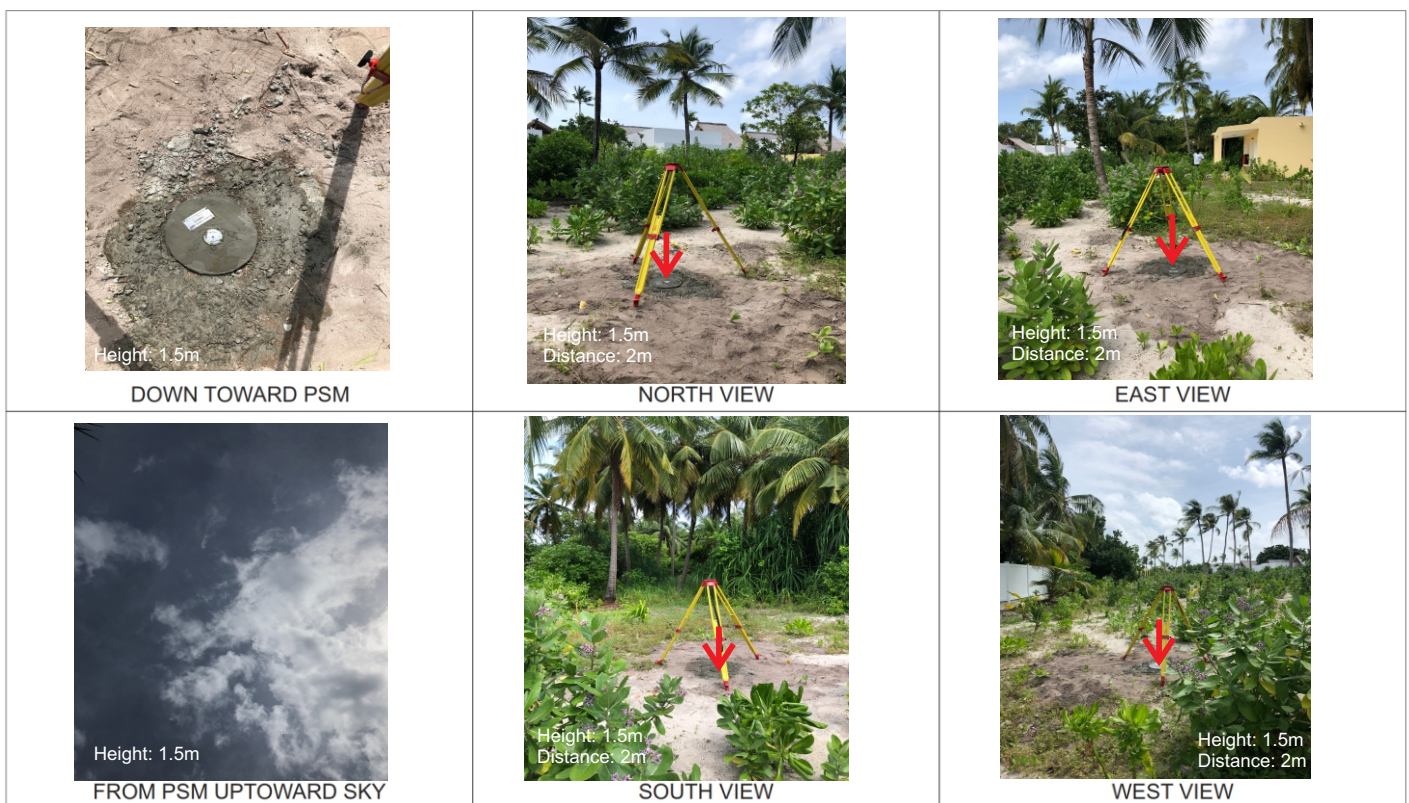 Height: 1.5m
DOWN TOWARD PSM
Height: 1.5m
Distance: 2m
NORTH VIEW
Height: 1.5m
Distance: 2m
EAST VIEW
Height: 1.5m
FROM PSM UPTOWARD SKY
Height: 1.5m
Distance: 2m
SOUTH VIEW
Height: 1.5m
Distance: 2m
WEST VIEW